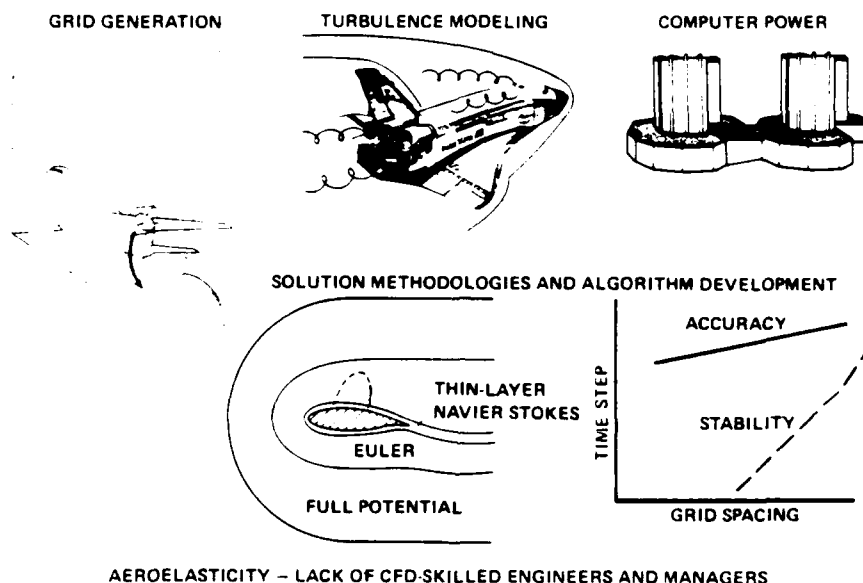 GRID GENERATION
TURBULENCE MODELING
COMPUTER POWER
SOLUTION METHODOLOGIES AND ALGORITHM DEVELOPMENT
THIN-LAYER
NAVIER STOKES
EULER
FULL POTENTIAL
ACCURACY
STABILITY
TIME STEP
GRID SPACING
AEROELASTICITY – LACK OF CFD-SKILLED ENGINEERS AND MANAGERS